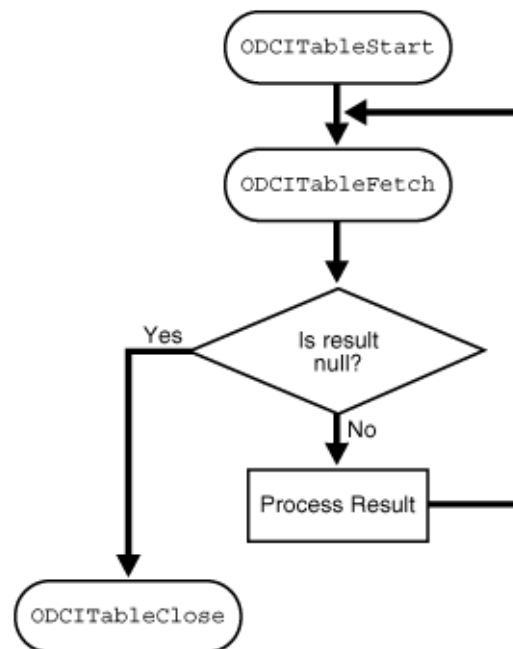 ODCITableStart
ODCITableFetch
Is result
null?
Yes
No
Process Result
ODCITableClose